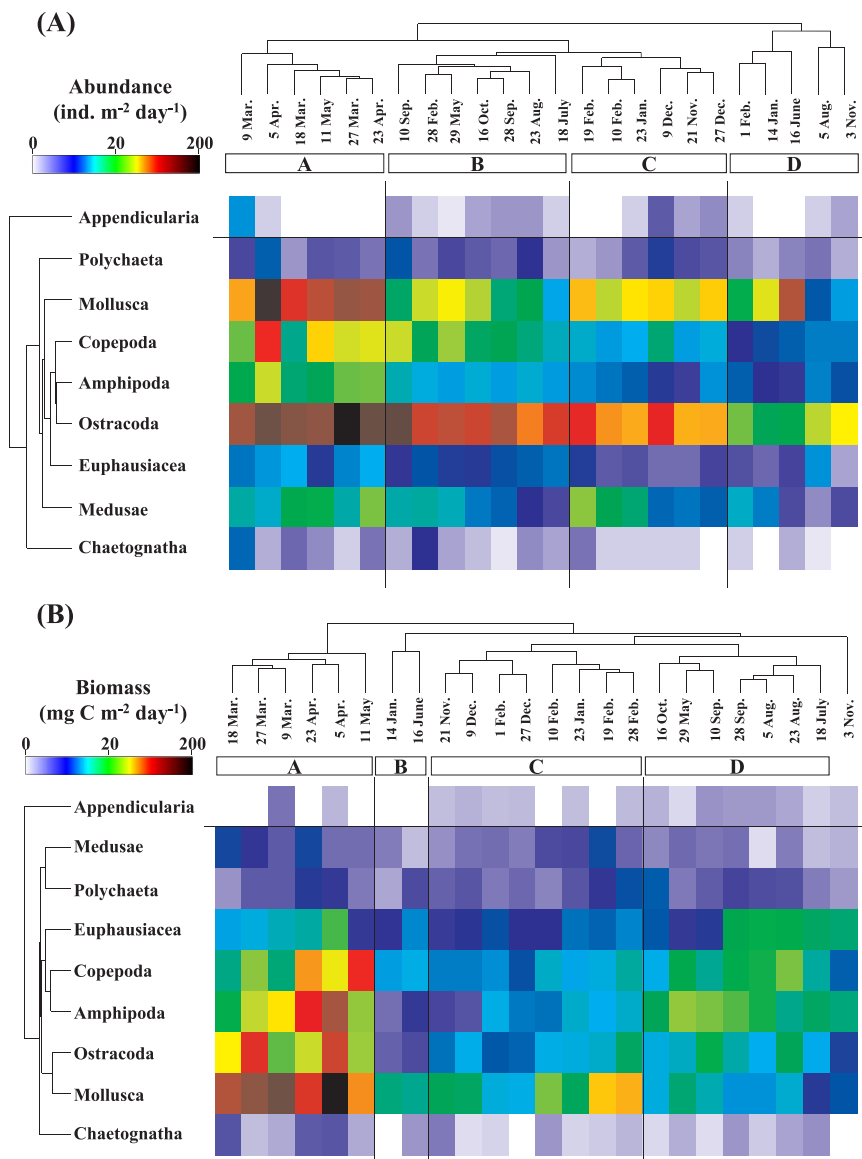 (A)
Abundance
(ind. m-2 day-1)
0 100 200
9 Mar.
5 Apr.
18 Mar.
11 May
27 Mar.
23 Apr.
10 Sep.
28 Feb.
29 May
16 Oct.
28 Sep.
23 Aug.
18 July
19 Feb.
10 Feb.
23 Jan.
9 Dec.
21 Nov.
27 Dec.
1 Feb.
14 Jan.
16 June
5 Aug.
3 Nov.
A B C D
Appendicularia
Polychaeta
Mollusca
Copepoda
Amphipoda
Ostracoda
Euphausiacea
Medusae
Chaetognatha
(B)
Biomass
(mg C m-2 day-1)
0 10 200
18 Mar.
27 Mar.
9 Mar.
23 Apr.
5 Apr.
11 May
14 Jan.
16 June
21 Nov.
9 Dec.
1 Feb.
27 Dec.
10 Feb.
23 Jan.
19 Feb.
28 Feb.
16 Oct.
29 May
10 Sep.
28 Sep.
5 Aug.
23 Aug.
18 July
3 Nov.
A B C D
Appendicularia
Medusae
Polychaeta
Euphausiacea
Copepoda
Amphipoda
Ostracoda
Mollusca
Chaetognatha